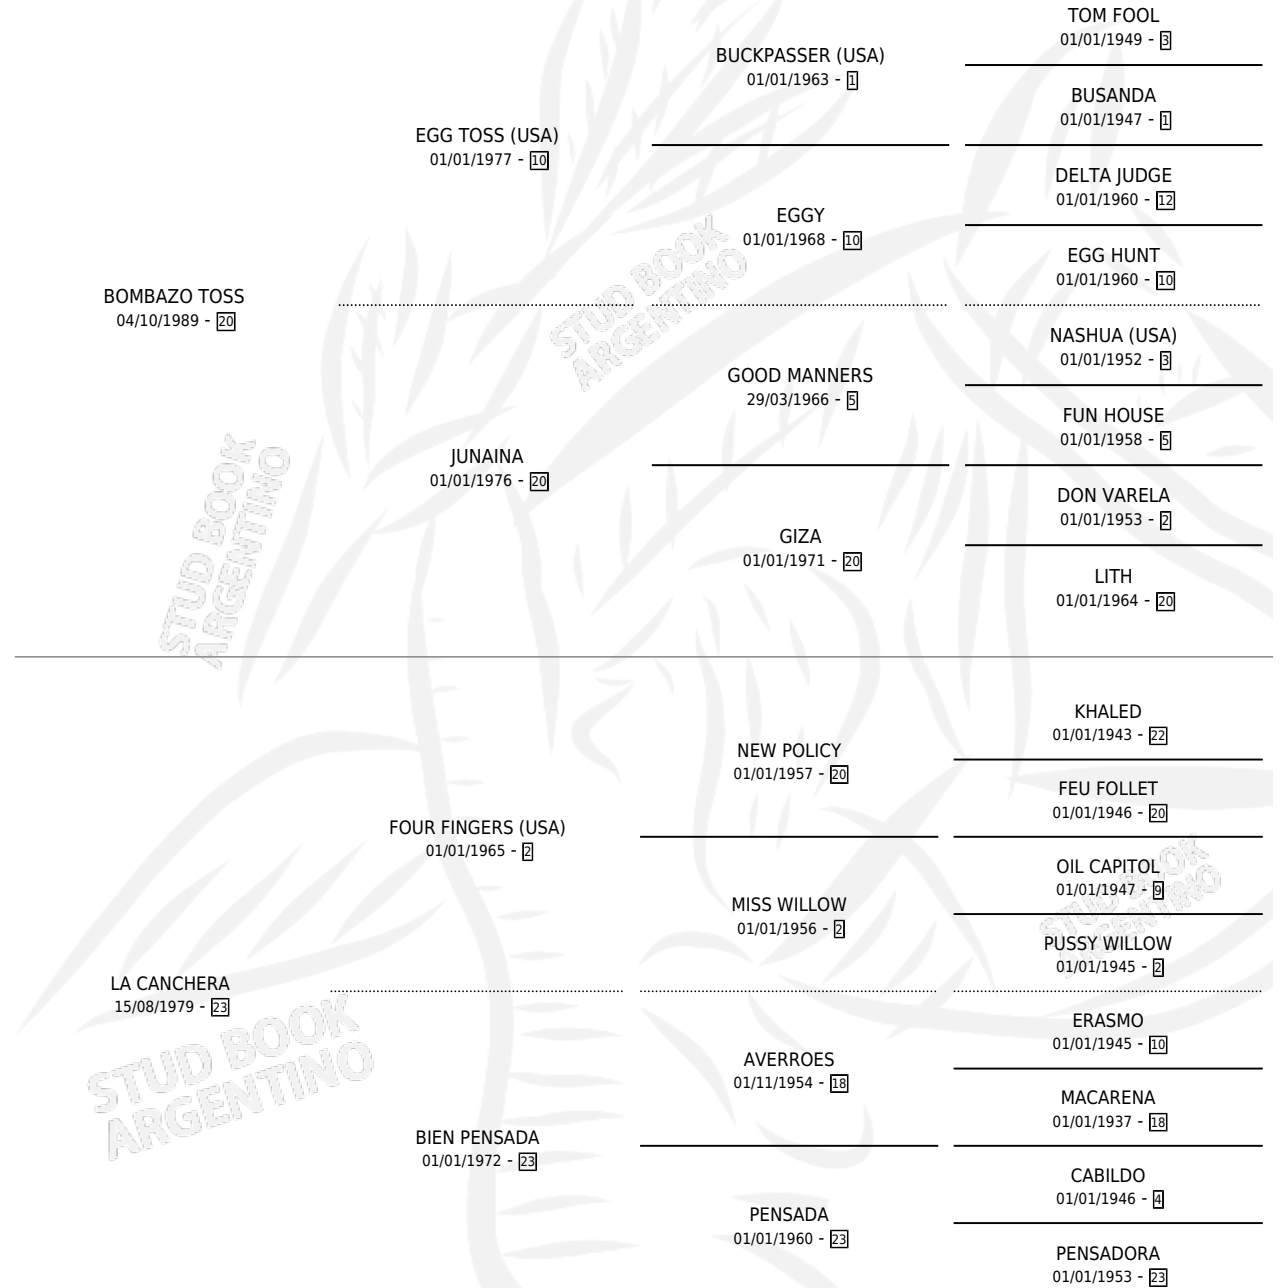 TOM FOOL
01/01/1949 - 3
BUCKPASSER (USA)
01/01/1963 - 1
BUSANDA
01/01/1947 - 1
EGG TOSS (USA)
01/01/1977 - 10
DELTA JUDGE
01/01/1960 - 12
EGGY
01/01/1968 - 10
EGG HUNT
01/01/1960 - 10
BOMBAZO TOSS
04/10/1989 - 20
STUD BOOK
ARGENTINO
NASHUA (USA)
01/01/1952 - 3
GOOD MANNERS
29/03/1966 - 5
FUN HOUSE
01/01/1958 - 5
JUNAINA
01/01/1976 - 20
DON VARELA
01/01/1953 - 2
GIZA
01/01/1971 - 20
LITH
01/01/1964 - 20
STUD BOOK
ARGENTINO
KHALED
01/01/1943 - 22
NEW POLICY
01/01/1957 - 20
FEU FOLLET
01/01/1946 - 20
FOUR FINGERS (USA)
01/01/1965 - 2
OIL CAPITOL
01/01/1947 - 9
MISS WILLOW
01/01/1956 - 2
PUSSY WILLOW
01/01/1945 - 2
STUD BOOK
ARGENTINO
LA CANCHERA
15/08/1979 - 23
ERASMO
01/01/1945 - 10
AVERROES
01/11/1954 - 18
MACARENA
01/01/1937 - 18
STUD BOOK
ARGENTINO
BIEN PENSADA
01/01/1972 - 23
CABILDO
01/01/1946 - 4
PENSADA
01/01/1960 - 23
PENSADORA
01/01/1953 - 23